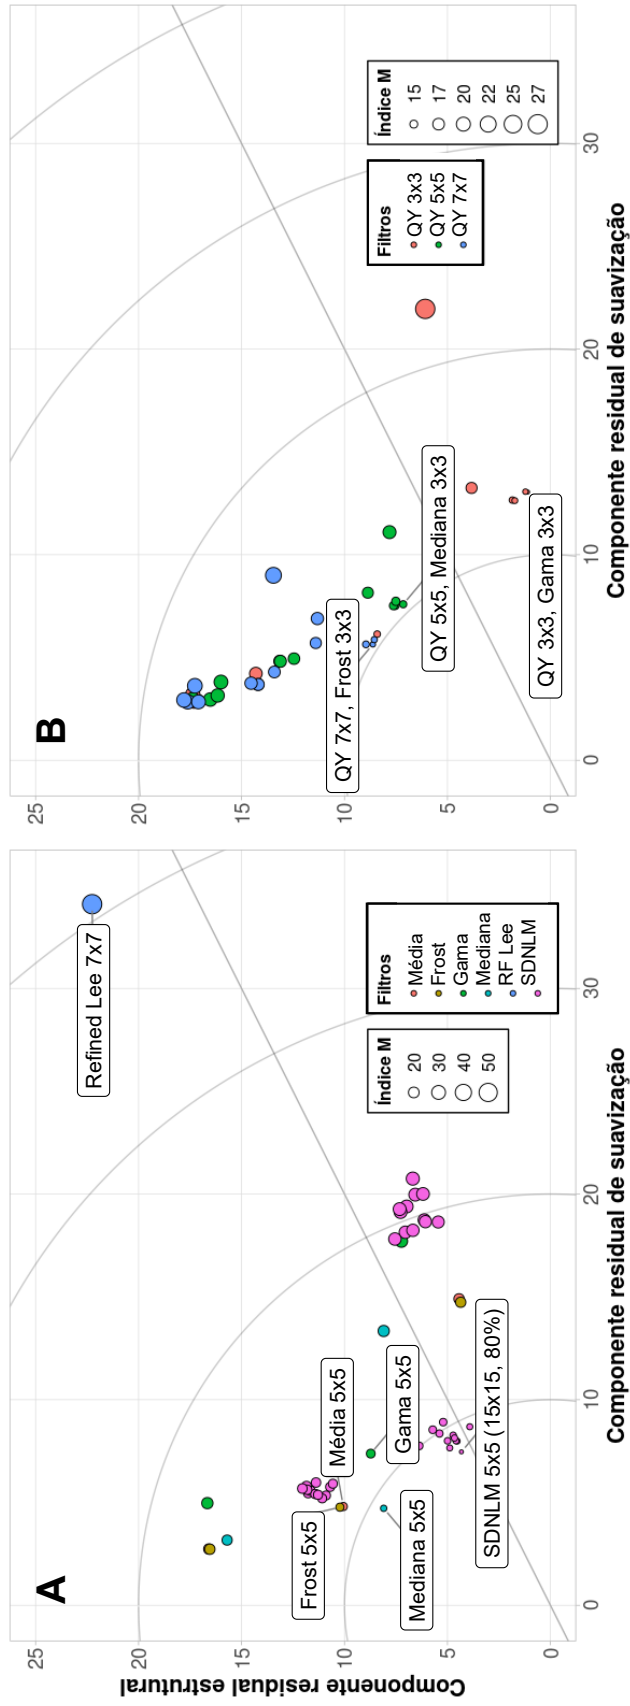 A
Componente residual estrutural
25
20
15
10
5
0
0
10
20
30
Componente residual de suavização
Refined Lee 7x7
Frost 5x5
Média 5x5
Mediana 5x5
Gama 5x5
SDNLM 5x5 (15x15, 80%)
Índice M
20
30
40
50
Filtros
Média
Frost
Gama
Mediana
RF Lee
SDNLM
B
25
20
15
10
5
0
0
10
20
30
Componente residual de suavização
QY 7x7, Frost 3x3
QY 5x5, Mediana 3x3
QY 3x3, Gama 3x3
Filtros
QY 3x3
QY 5x5
QY 7x7
Índice M
15
17
20
22
25
27